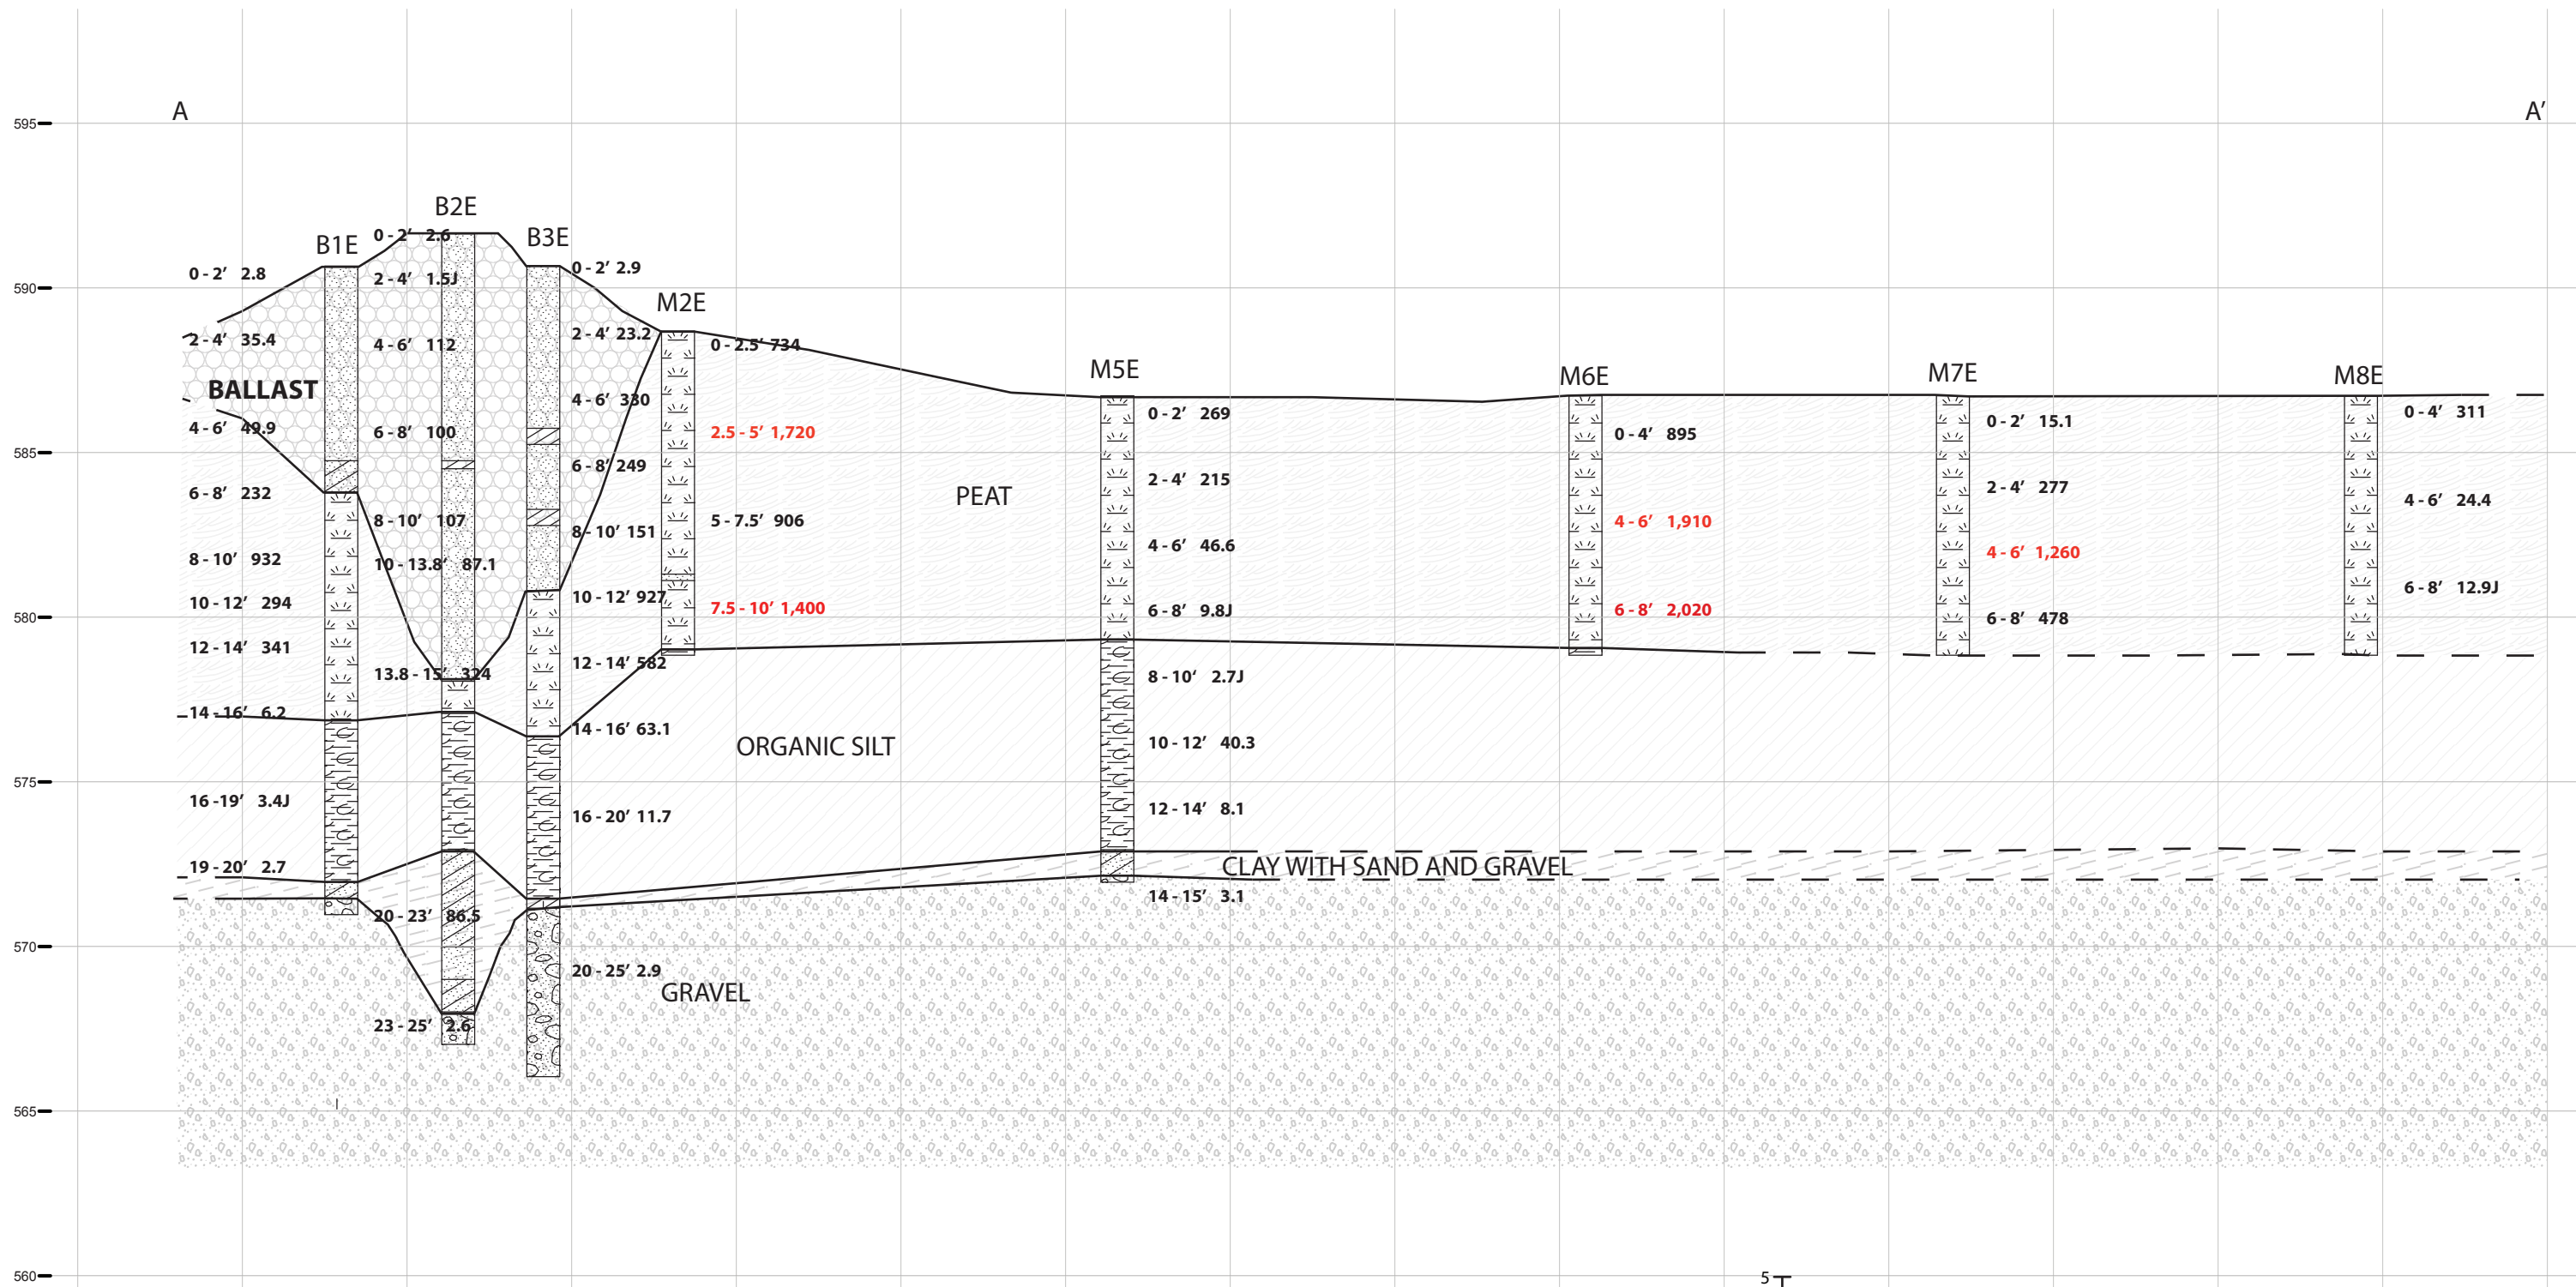 A
A′
595
590
585
580
575
570
565
560
B1E
0 - 2′ 2.8
2 - 4′ 35.4
BALLAST
4 - 6′ 49.9
6 - 8′ 232
8 - 10′ 932
10 - 12′ 294
12 - 14′ 341
14 - 16′ 6.2
16 -19′ 3.4J
19 - 20′ 2.7
B2E
0 - 2′ 2.6
2 - 4′ 1.5J
4 - 6′ 112
6 - 8′ 100
8 - 10′ 107
10 - 13.8′ 87.1
13.8 - 15′ 324
20 - 23′ 86.5
23 - 25′ 2.6
B3E
0 - 2′ 2.9
2 - 4′ 23.2
4 - 6′ 330
6 - 8′ 249
8 - 10′ 151
10 - 12′ 927
12 - 14′ 582
14 - 16′ 63.1
16 - 20′ 11.7
20 - 25′ 2.9
M2E
0 - 2.5′ 734
2.5 - 5′ 1,720
5 - 7.5′ 906
7.5 - 10′ 1,400
PEAT
ORGANIC SILT
GRAVEL
M5E
0 - 2′ 269
2 - 4′ 215
4 - 6′ 46.6
6 - 8′ 9.8J
8 - 10‘ 2.7J
10 - 12′ 40.3
12 - 14′ 8.1
CLAY WITH SAND AND GRAVEL
14 - 15′ 3.1
M6E
0 - 4′ 895
4 - 6′ 1,910
6 - 8′ 2,020
M7E
0 - 2′ 15.1
2 - 4′ 277
4 - 6′ 1,260
6 - 8′ 478
M8E
0 - 4′ 311
4 - 6′ 24.4
6 - 8′ 12.9J
5